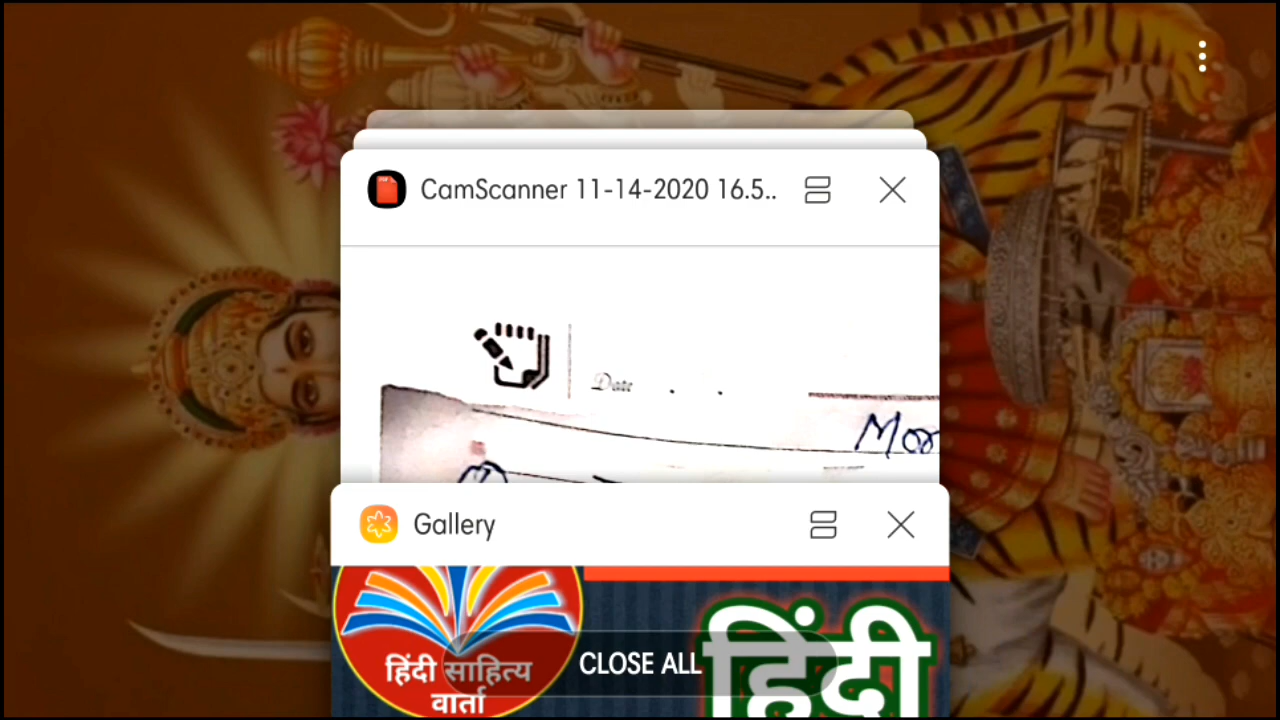 CamScanner 11-14-2020 16.5..
Date
Gallery
हिंदी साहित्य
वार्ता
हिंदी
CLOSE ALL